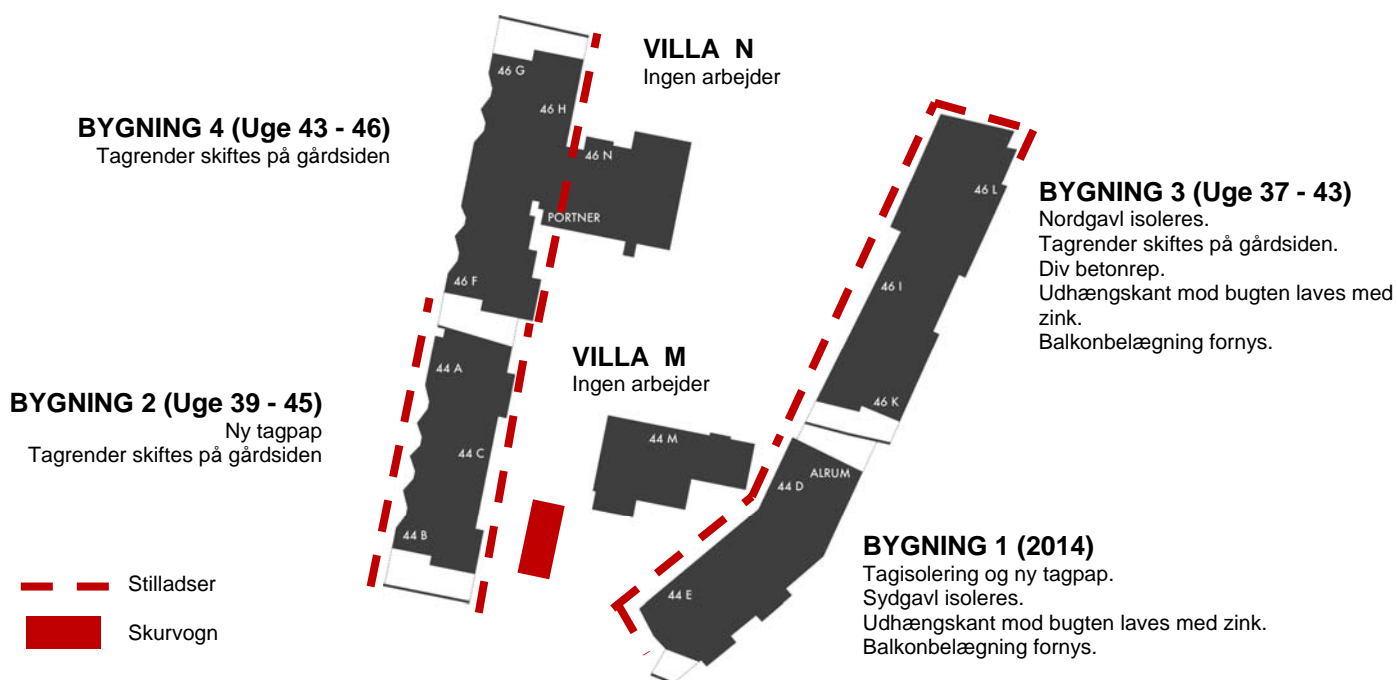 VILLA N
Ingen arbejder
46 G
46 H
BYGNING 4 (Uge 43 - 46)
Tagrender skiftes på gårdsiden
46 N
PORTNER
46 F
46 L
BYGNING 3 (Uge 37 - 43)
Nordgavl isoleres.
Tagrender skiftes på gårdsiden.
Div betonrep.
Udhængskant mod bugten laves med
zink.
Balkonbelægning fornys.
46 I
46 K
VILLA M
Ingen arbejder
44 A
BYGNING 2 (Uge 39 - 45)
Ny tagpap
Tagrender skiftes på gårdsiden
44 C
44 B
44 M
ALRUM
44 D
44 E
BYGNING 1 (2014)
Tagisolering og ny tagpap.
Sydgavl isoleres.
Udhængskant mod bugten laves med zink.
Balkonbelægning fornys.
Stilladser
Skurvogn